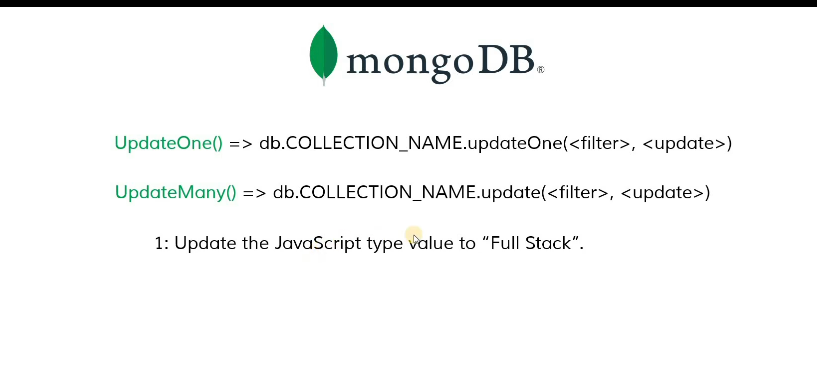 mongoDB®
UpdateOne() => db.COLLECTION_NAME.updateOne(<filter>, <update>)
UpdateMany() => db.COLLECTION_NAME.update(<filter>, <update>)
1: Update the JavaScript type value to “Full Stack”.